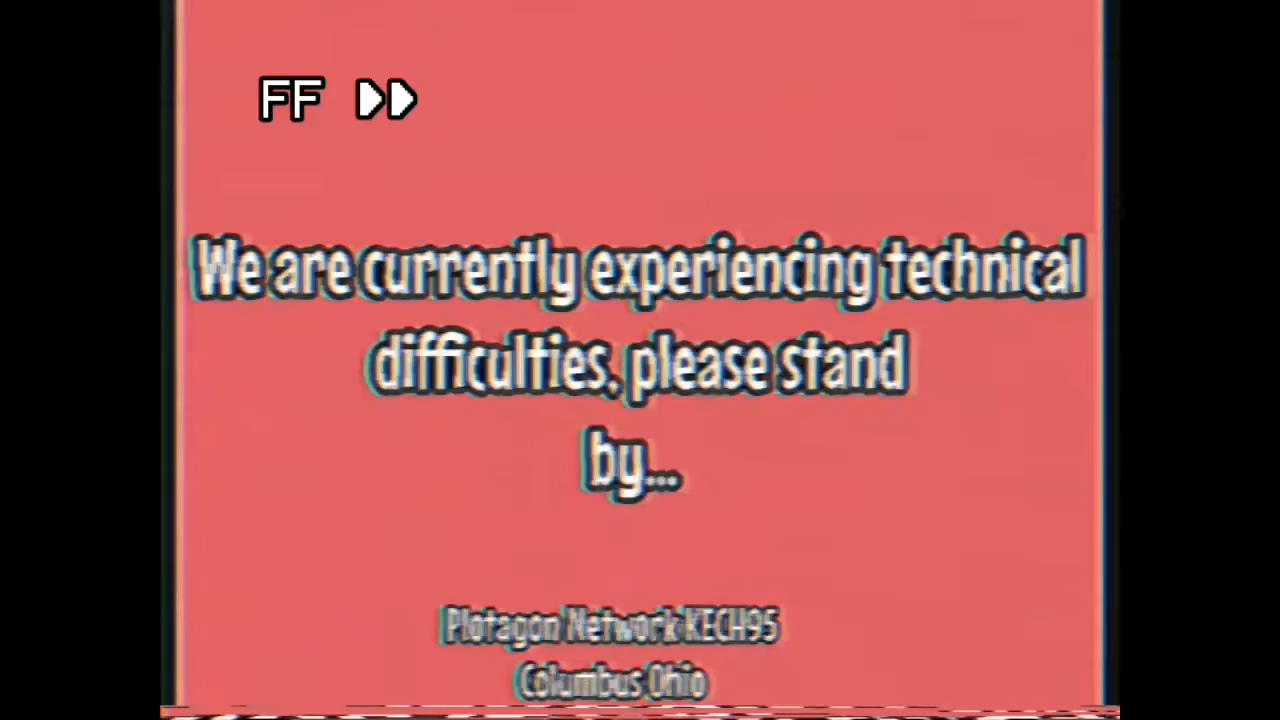 FF
We are currently experiencing technical
difficulties, please stand
by...
Plotagon Network KECH95
Columbus Ohio